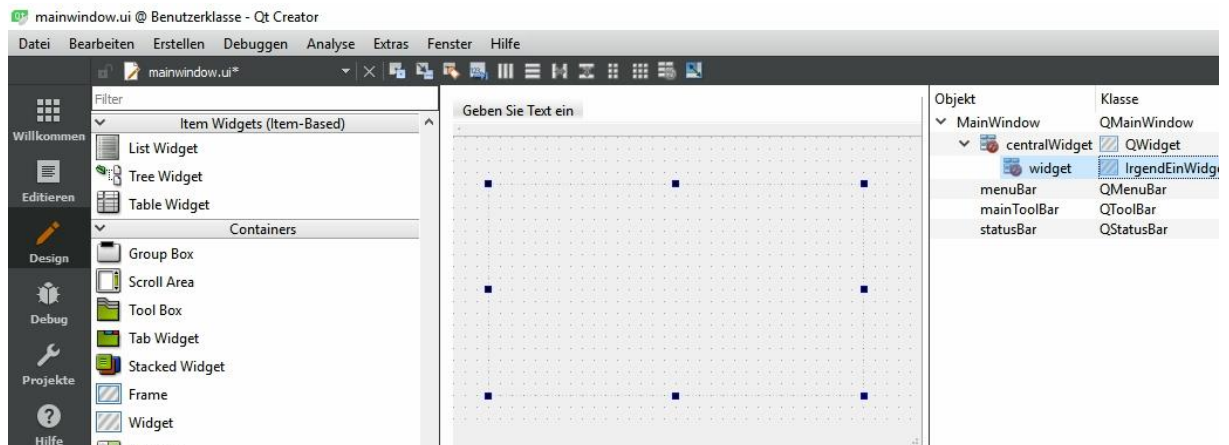 mainwindow.ui @ Benutzerklasse - Qt Creator
Datei Bearbeiten Erstellen Debuggen Analyse Extras Fenster Hilfe
mainwindow.ui*
Willkommen
Editieren
Design
Debug
Projekte
Hilfe
Filter
Item Widgets (Item-Based)
List Widget
Tree Widget
Table Widget
Containers
Group Box
Scroll Area
Tool Box
Tab Widget
Stacked Widget
Frame
Widget
Geben Sie Text ein
Objekt Klasse
MainWindow QMainWindow
centralWidget QWidget
widget IrgendEinWidge
menuBar QMenuBar
mainToolBar QToolBar
statusBar QStatusBar